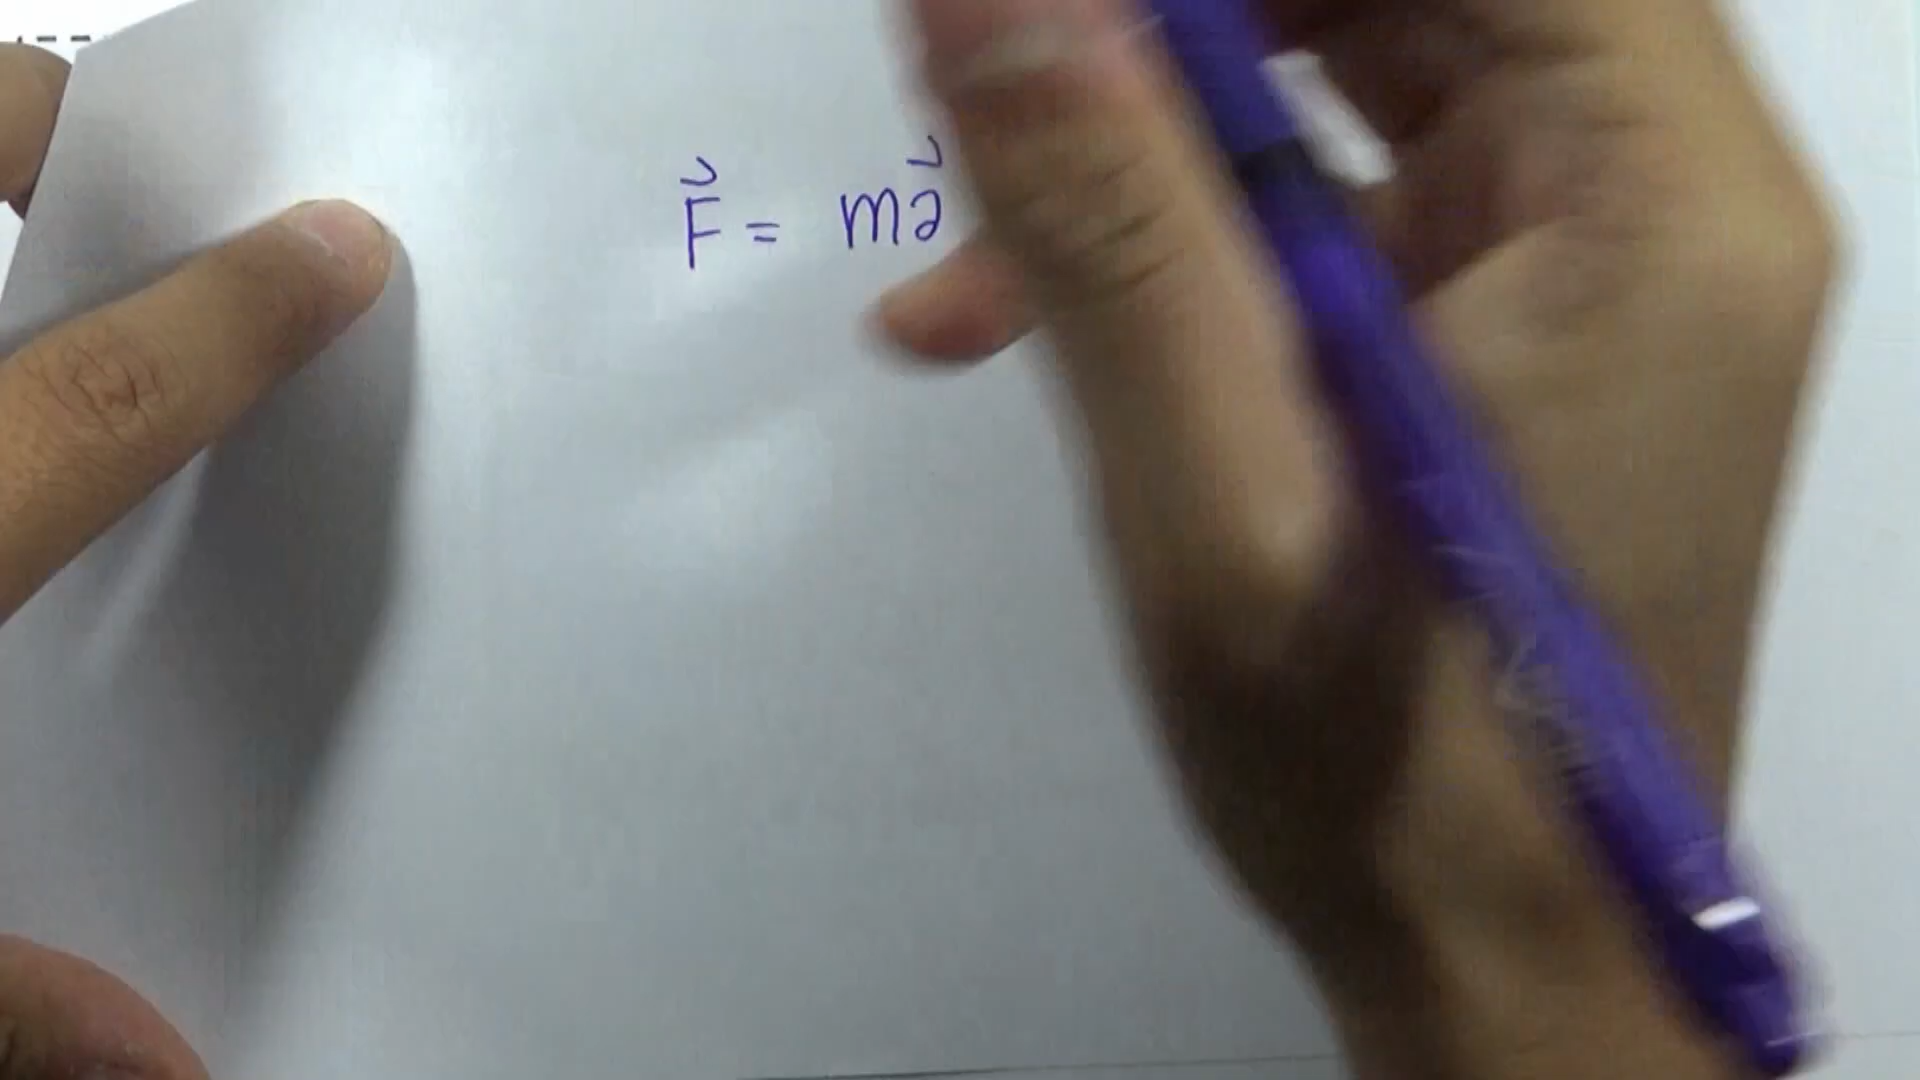 F⃗ = ma⃗